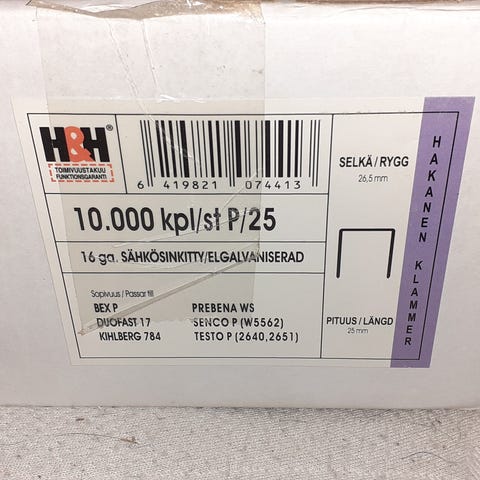 H&H®
TOIMIVUUSTAKUU
FUNKTIONSGARANTI
6 419821 074413
10.000 kpl/st P/25
16 ga. SÄHKÖSINKITTY/ELGALVANISERAD
Sopivuus / Passar till
BEX P
DUOFAST 17
KIHLBERG 784
PREBENA WS
SENCO P (W5562)
TESTO P (2640,2651)
SELKÄ / RYGG
26,5 mm
PITUUS / LÄNGD
25 mm
HAKANEN KLAMMER